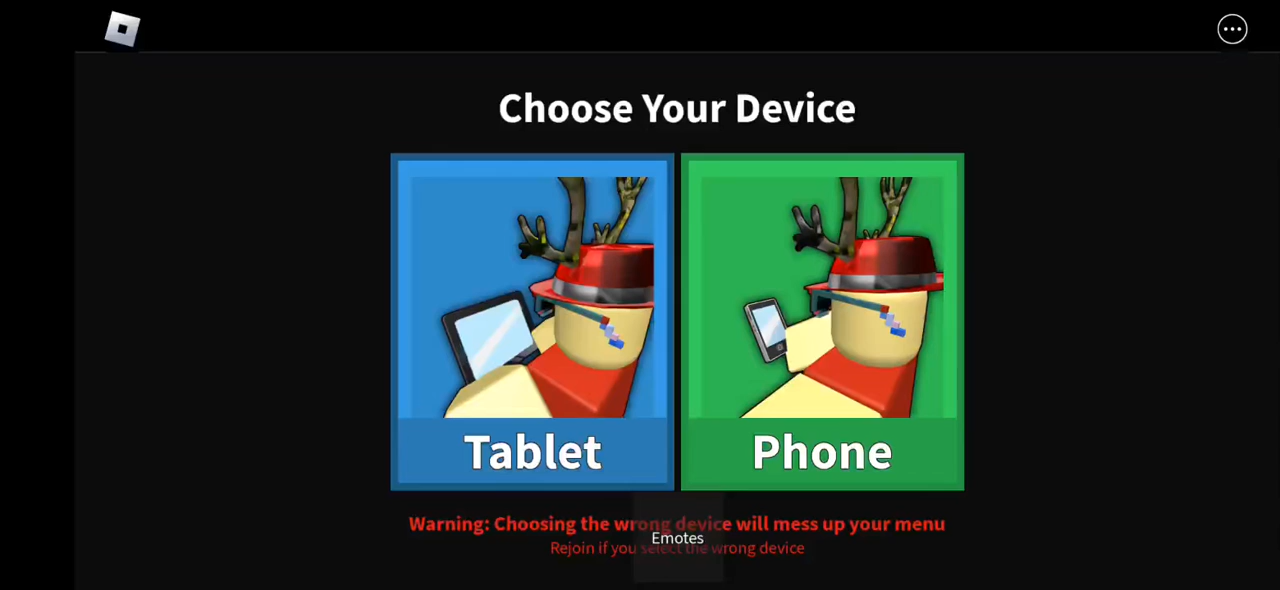 Choose Your Device
Tablet
Phone
Warning: Choosing the wrong device will mess up your menu
Emotes
Rejoin if you select the wrong device